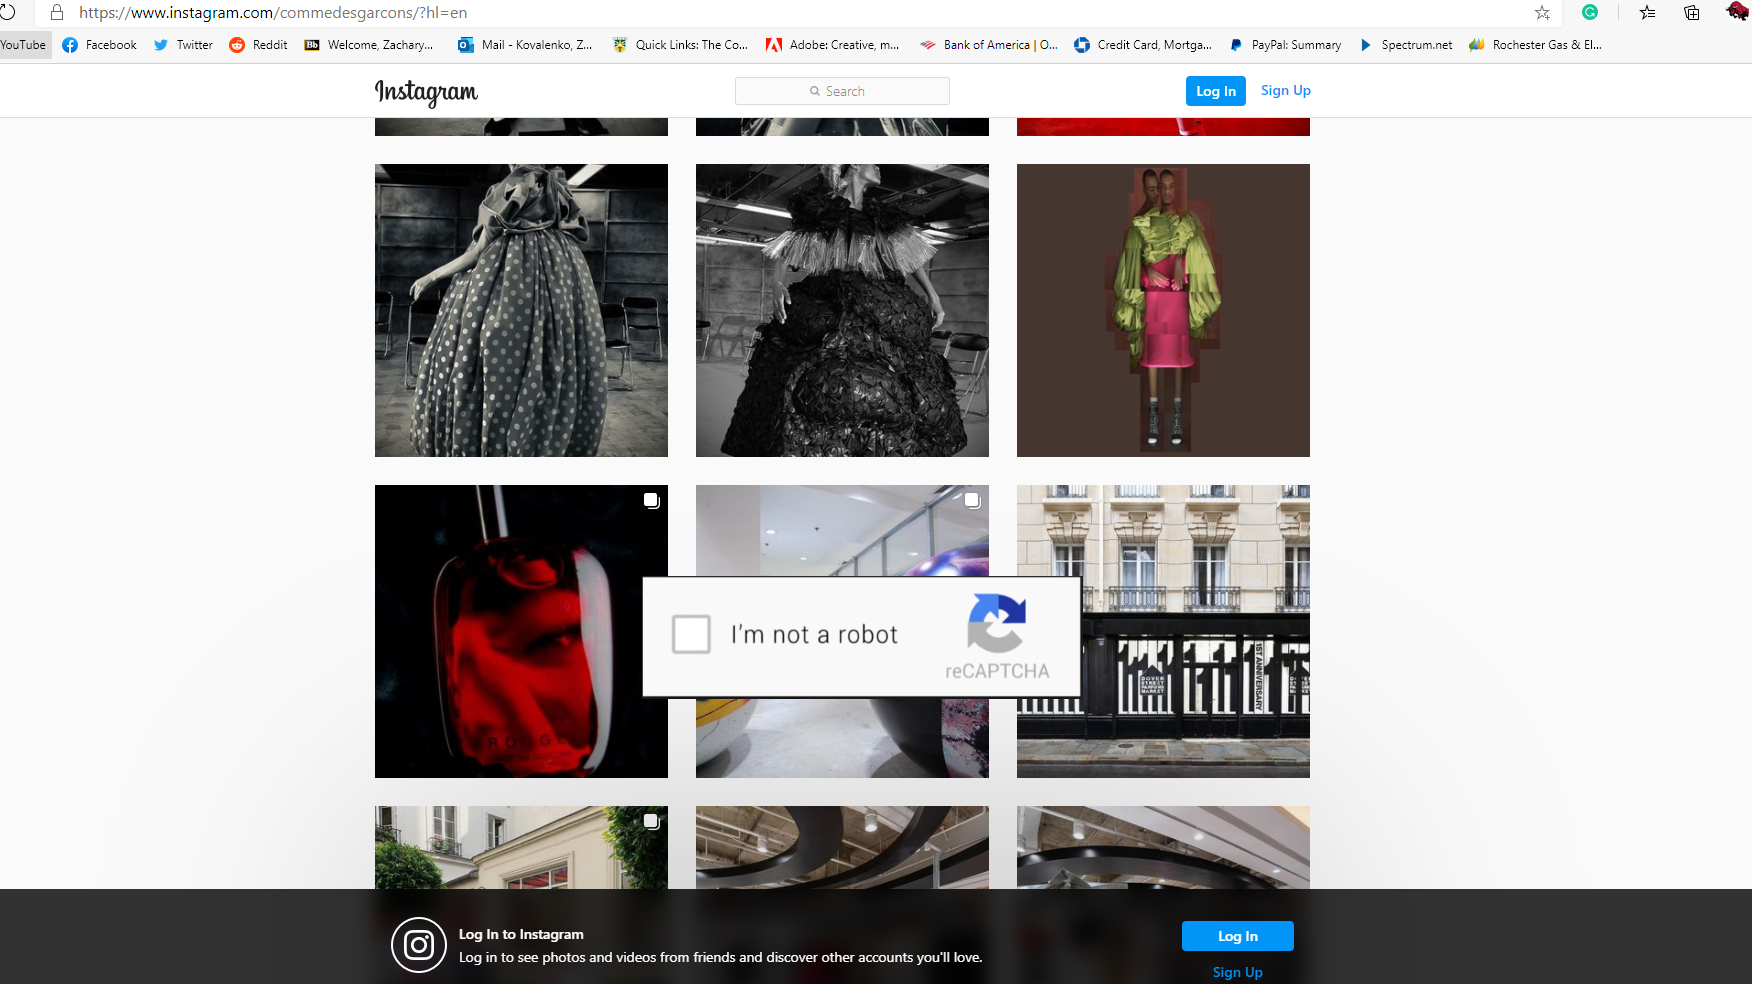 https://www.instagram.com/commedesgarcons/?hl=en
YouTube
Facebook
Twitter
Reddit
Bb
Welcome, Zachary...
Mail - Kovalenko, Z...
Quick Links: The Co...
Adobe: Creative, m...
Bank of America | O...
Credit Card, Mortga...
PayPal: Summary
Spectrum.net
Rochester Gas & El...
Instagram
Search
Log In
Sign Up
ROUGE
I'm not a robot
reCAPTCHA
DOVER STREET PARFUMS MARKET
1ST ANNIVERSARY
Log In to Instagram
Log in to see photos and videos from friends and discover other accounts you'll love.
Log In
Sign Up